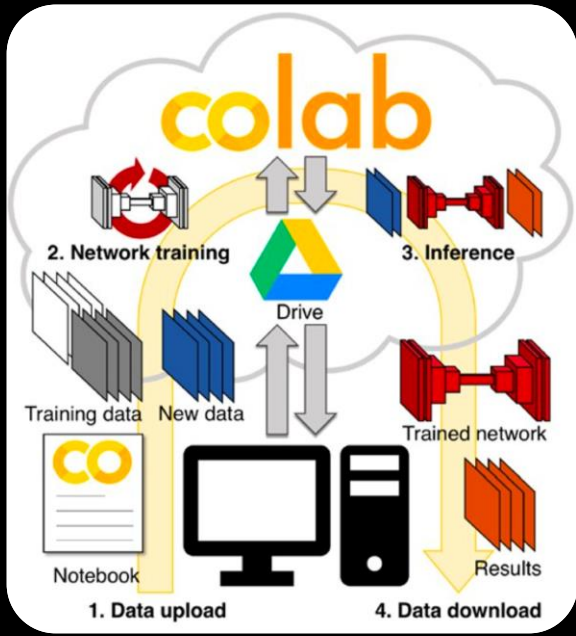 colab
2. Network training
3. Inference
Drive
Training data
New data
Trained network
CO
Notebook
Results
1. Data upload
4. Data download